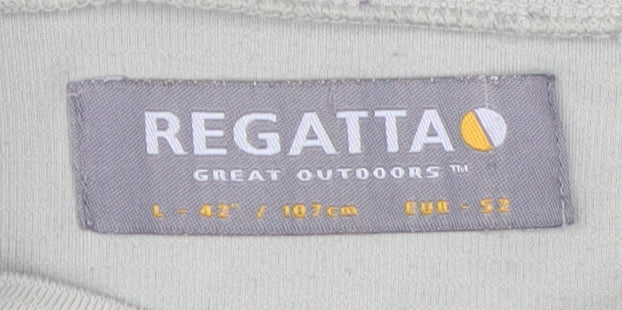 REGATTA
GREAT OUTDOORS™
L - 42" / 107cm EUR - 52